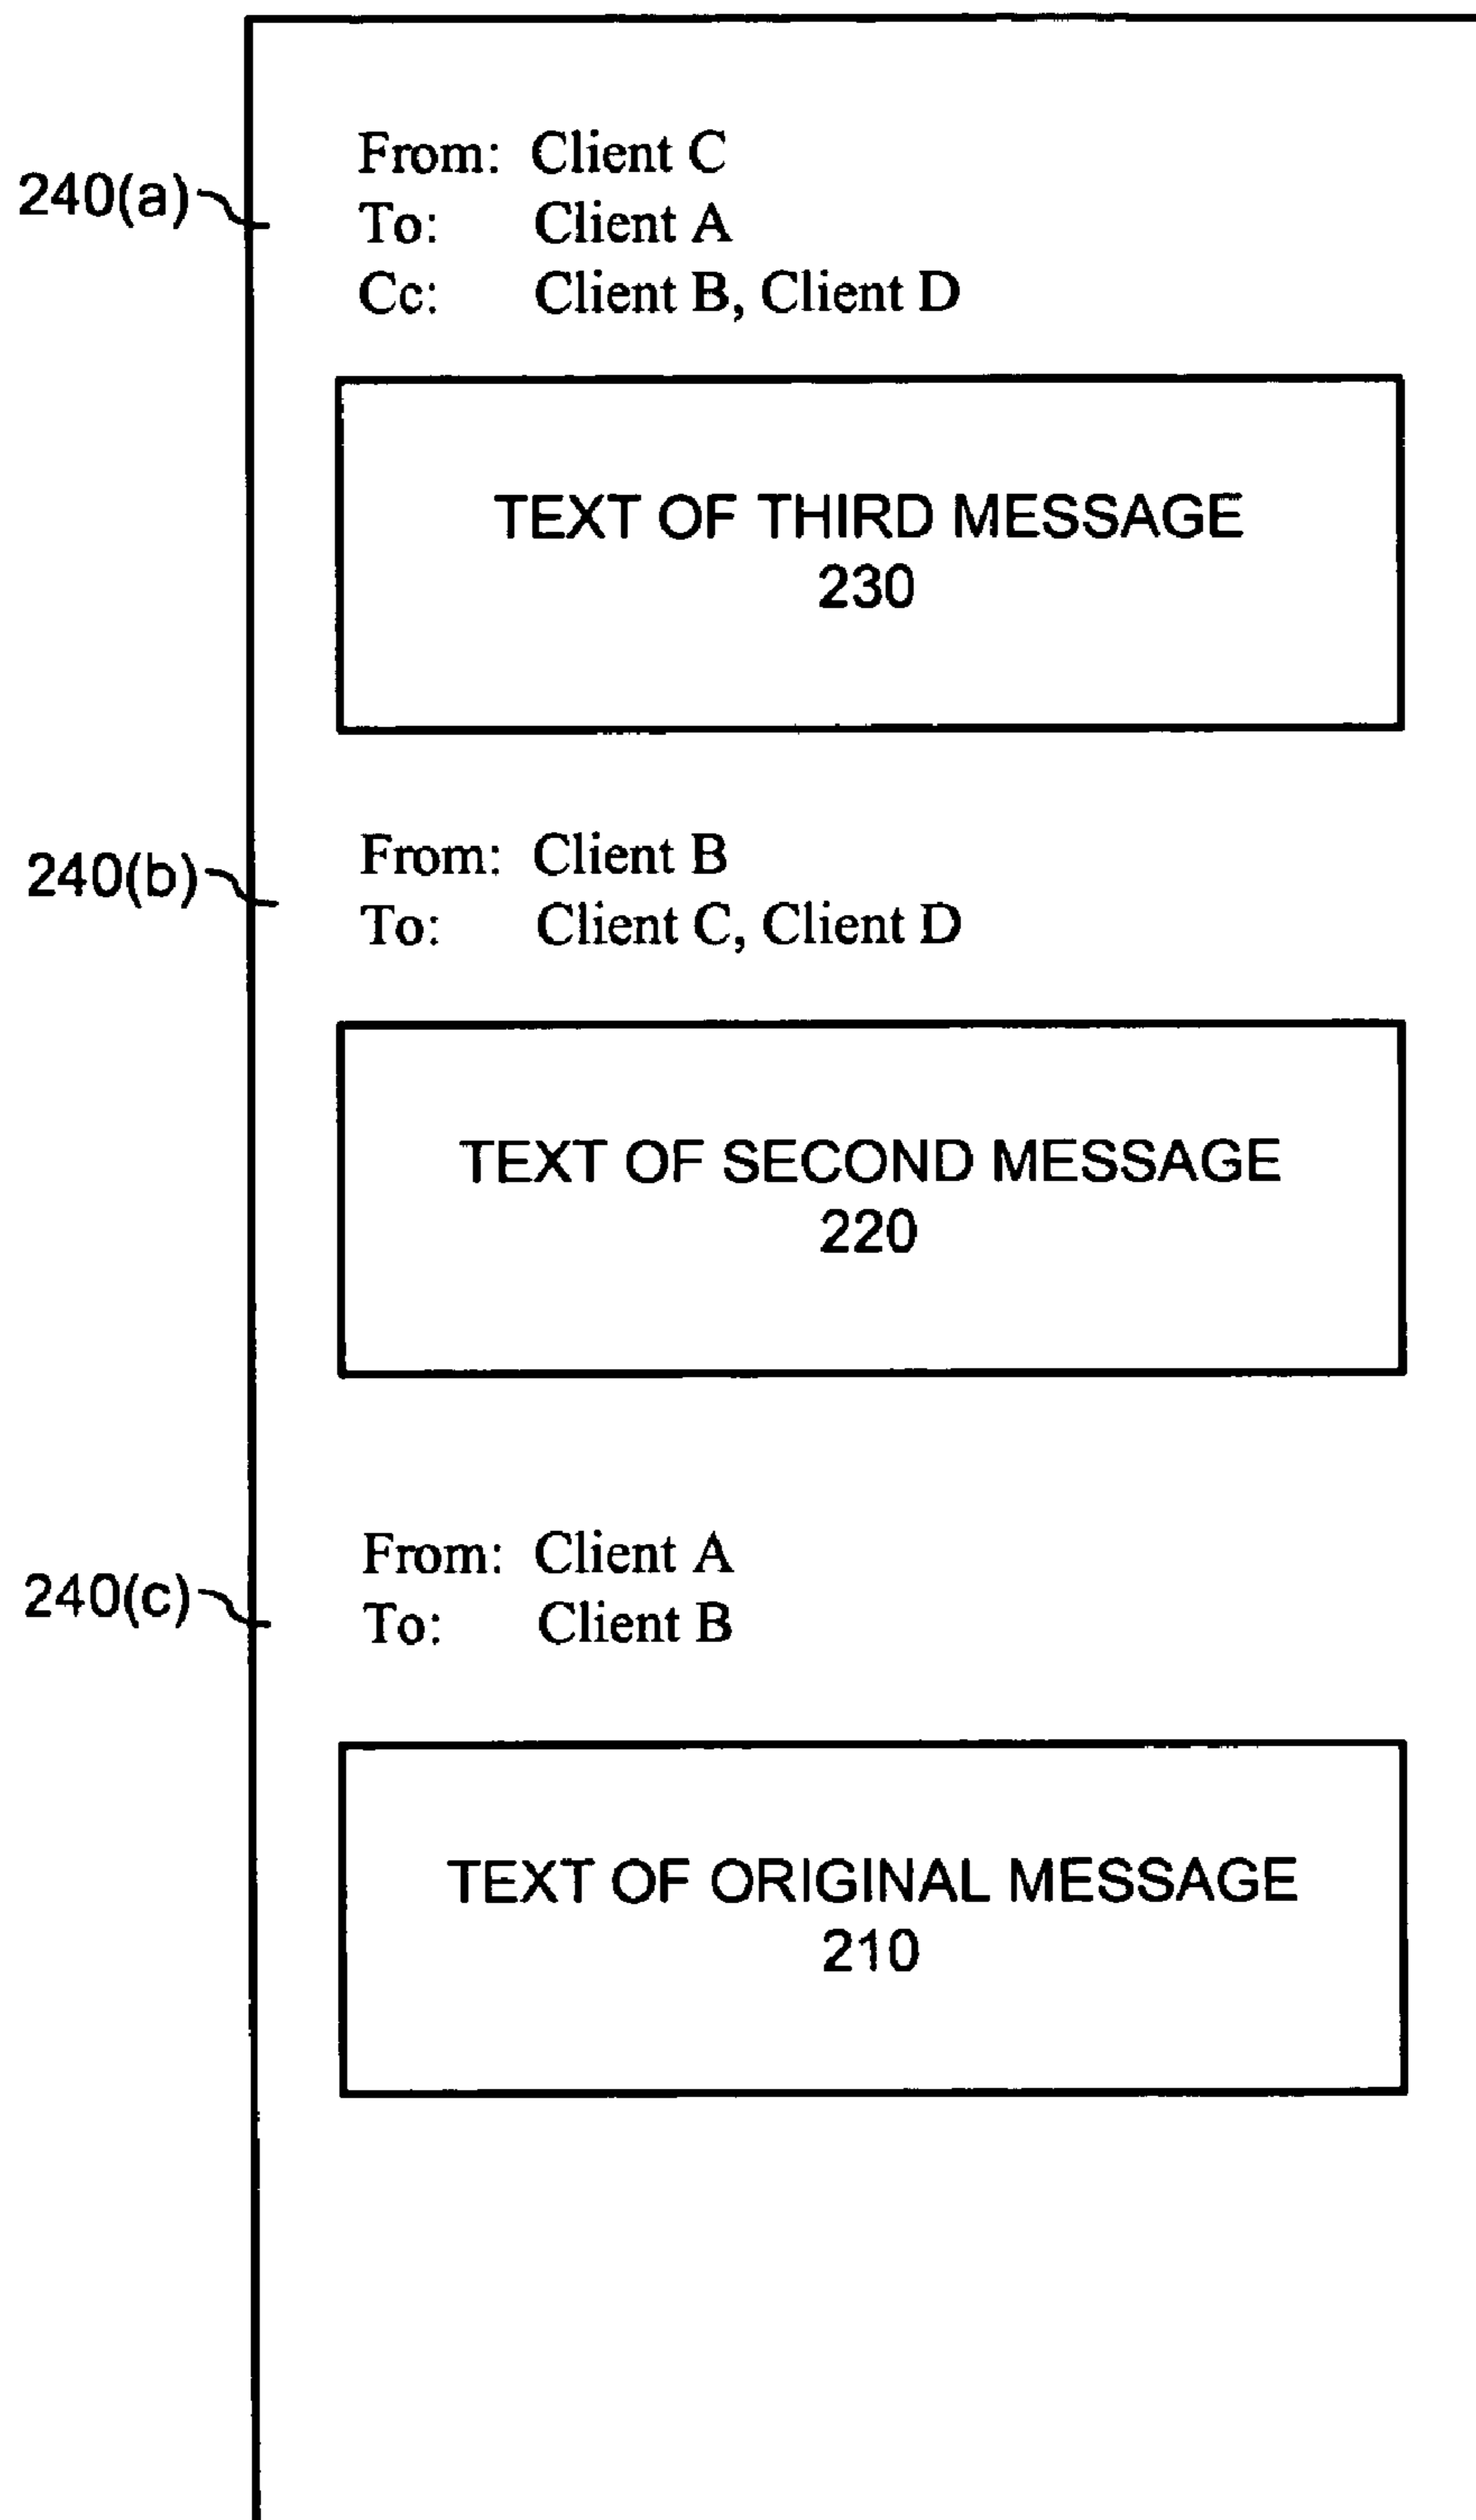 From: Client C
240(a)
To: Client A
Cc: Client B, Client D
TEXT OF THIRD MESSAGE
230
From: Client B
240(b)
To: Client C, Client D
TEXT OF SECOND MESSAGE
220
From: Client A
240(c)
To: Client B
TEXT OF ORIGINAL MESSAGE
210